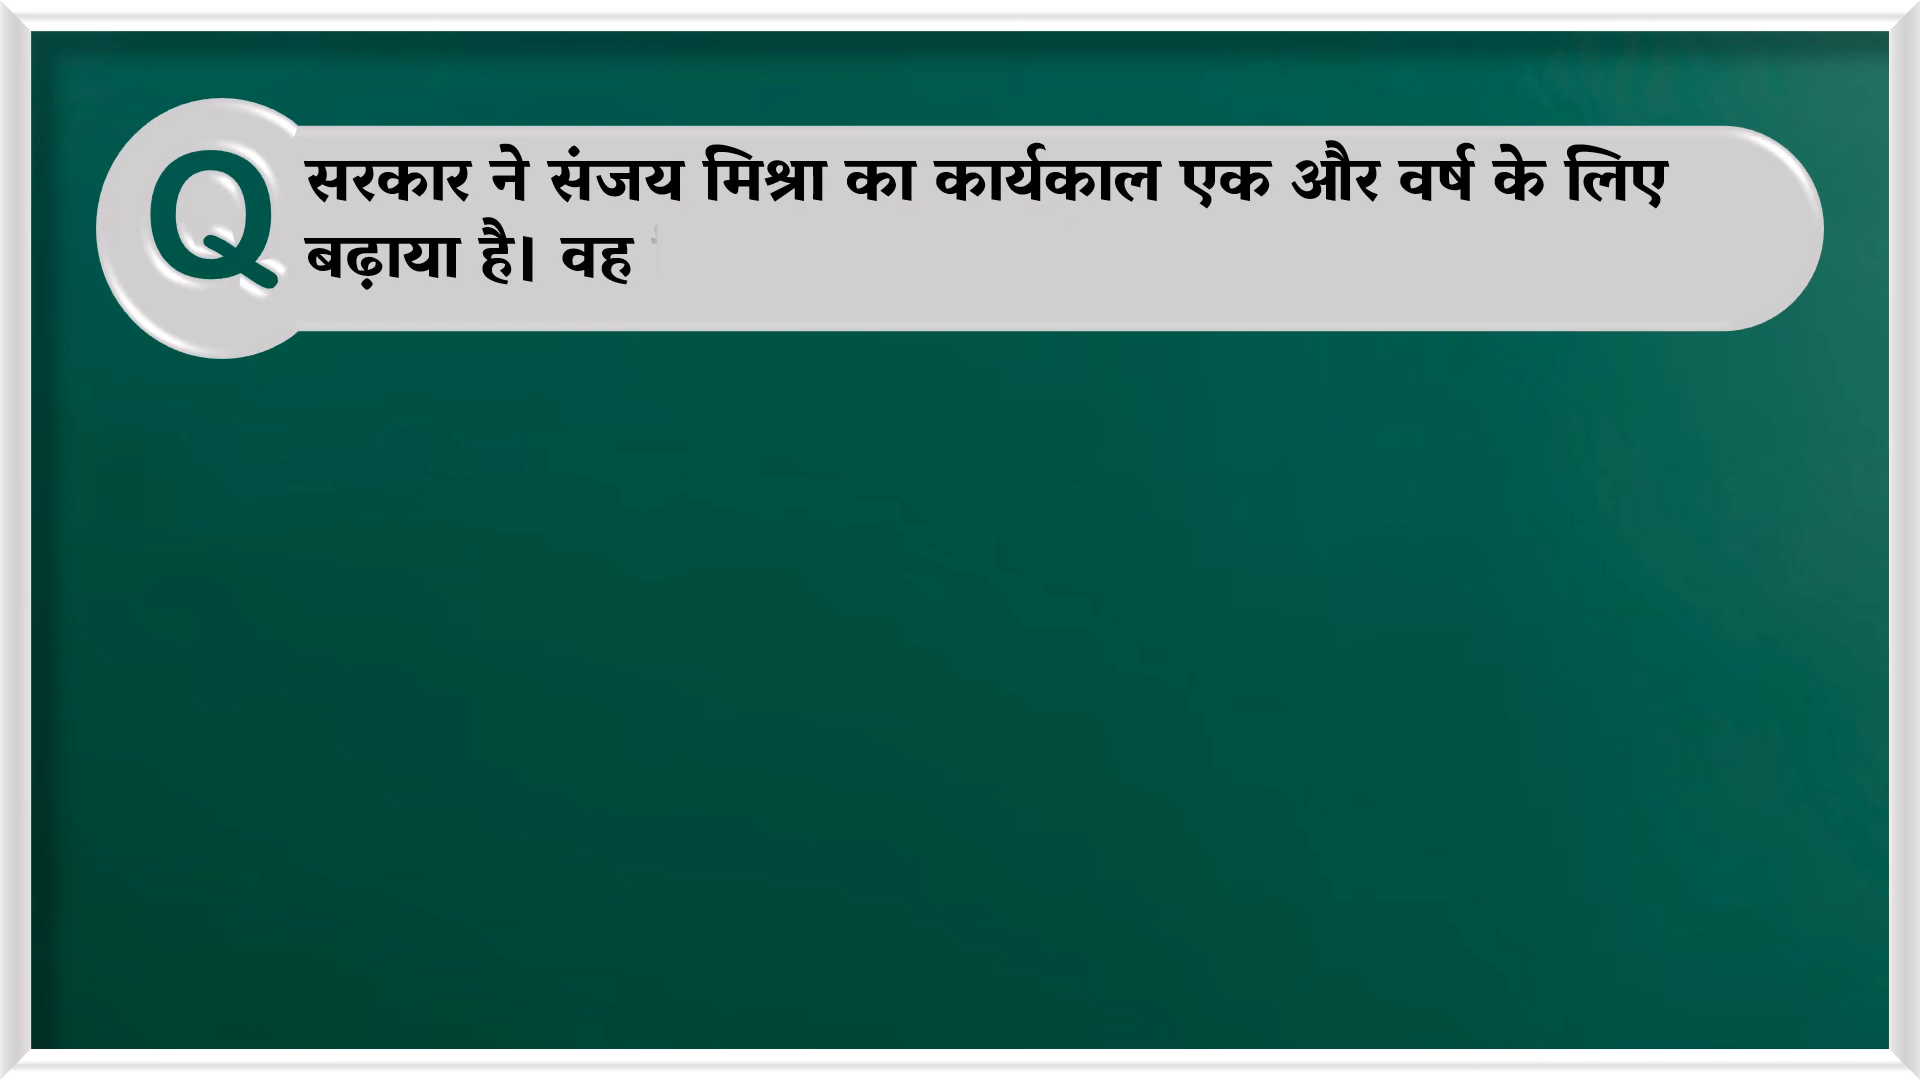 Q
सरकार ने संजय मिश्रा का कार्यकाल एक और वर्ष के लिए
बढ़ाया है। वह